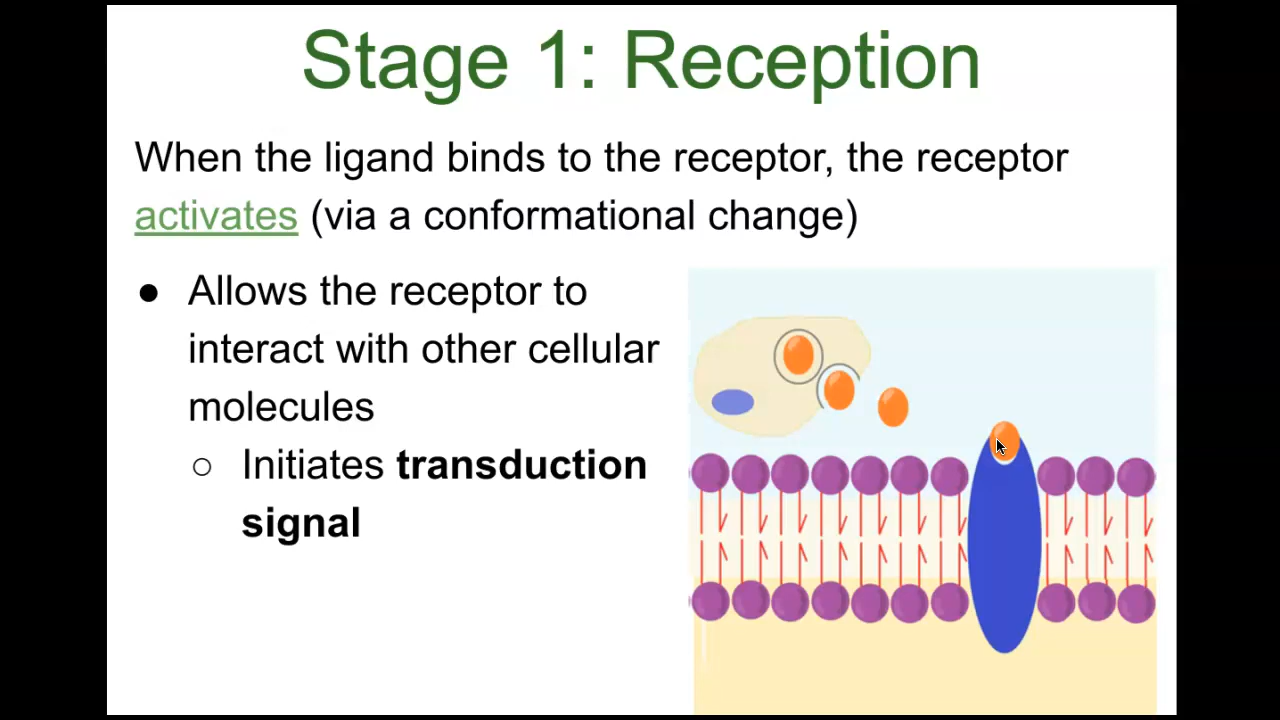 Stage 1: Reception
When the ligand binds to the receptor, the receptor
activates (via a conformational change)
● Allows the receptor to
interact with other cellular
molecules
○ Initiates transduction
signal